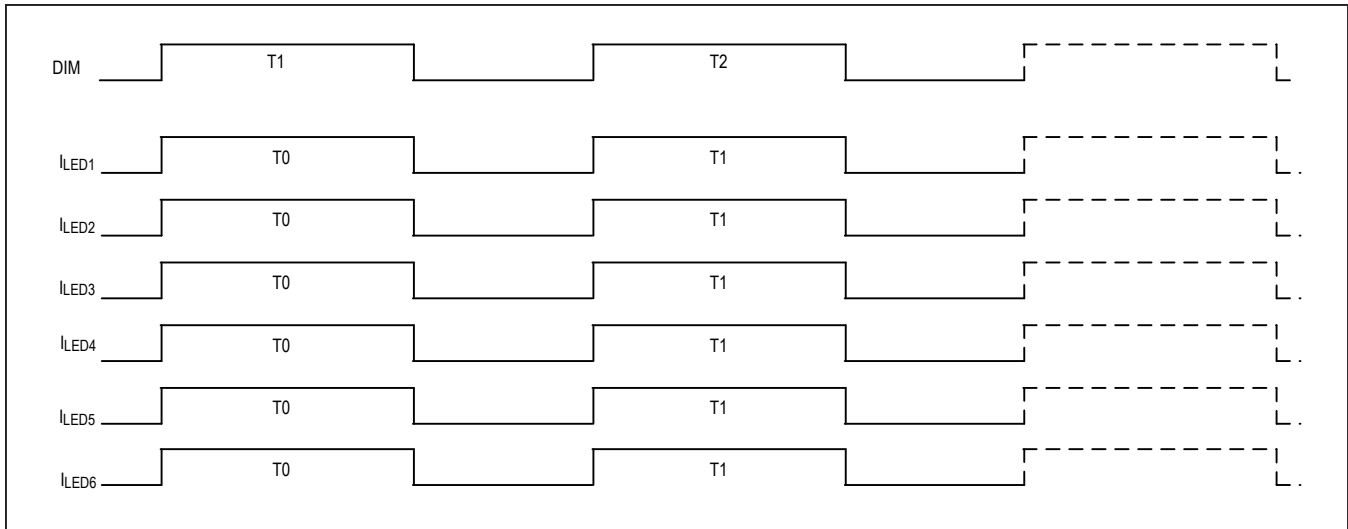 DIM T1 T2
ILED1 T0 T1
ILED2 T0 T1
ILED3 T0 T1
ILED4 T0 T1
ILED5 T0 T1
ILED6 T0 T1